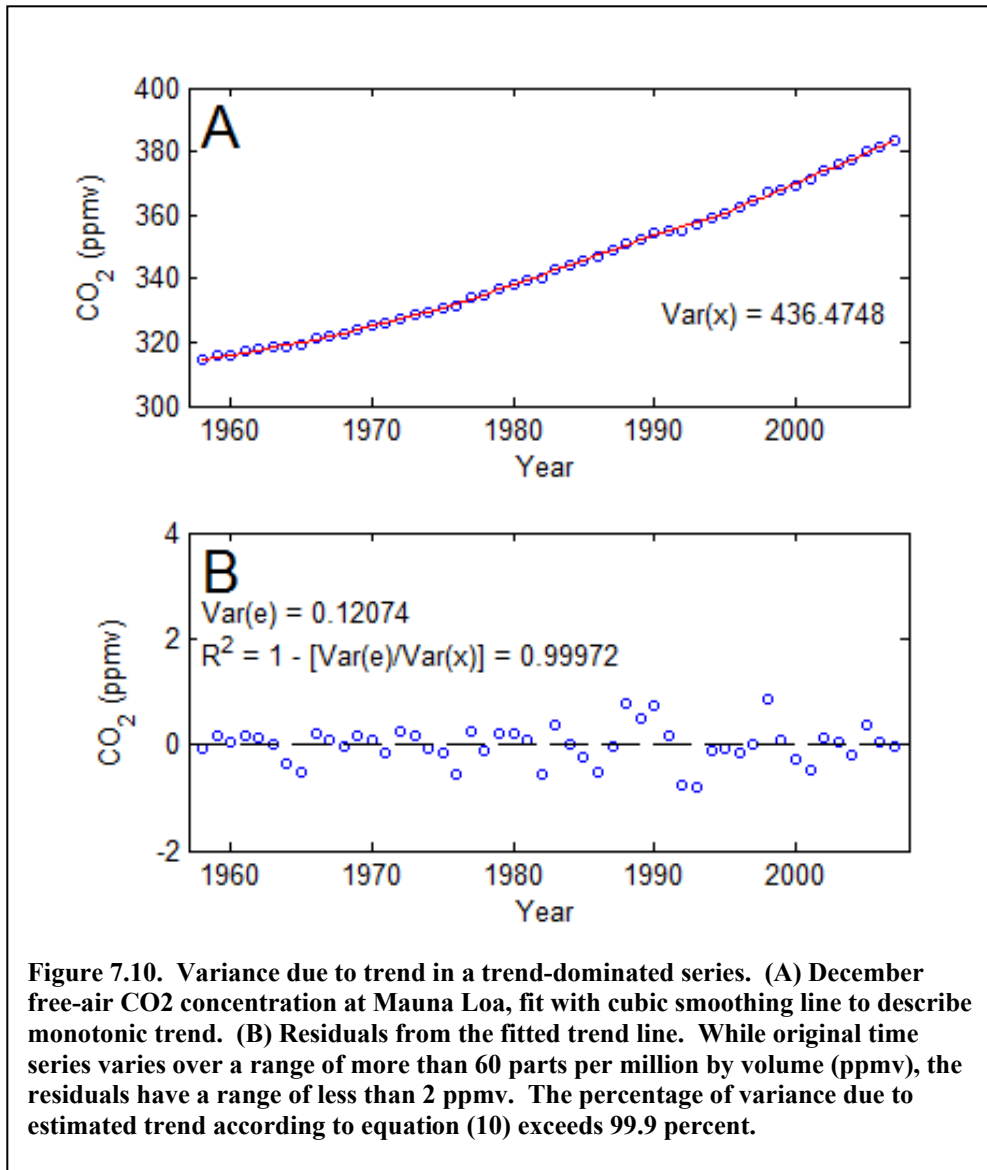 400
A
380
360
340
320
300
CO2 (ppmv)
Var(x) = 436.4748
1960 1970 1980 1990 2000
Year
4
B
Var(e) = 0.12074
2
R2 = 1 - [Var(e)/Var(x)] = 0.99972
0
-2
CO2 (ppmv)
1960 1970 1980 1990 2000
Year
Figure 7.10. Variance due to trend in a trend-dominated series. (A) December
free-air CO2 concentration at Mauna Loa, fit with cubic smoothing line to describe
monotonic trend. (B) Residuals from the fitted trend line. While original time
series varies over a range of more than 60 parts per million by volume (ppmv), the
residuals have a range of less than 2 ppmv. The percentage of variance due to
estimated trend according to equation (10) exceeds 99.9 percent.